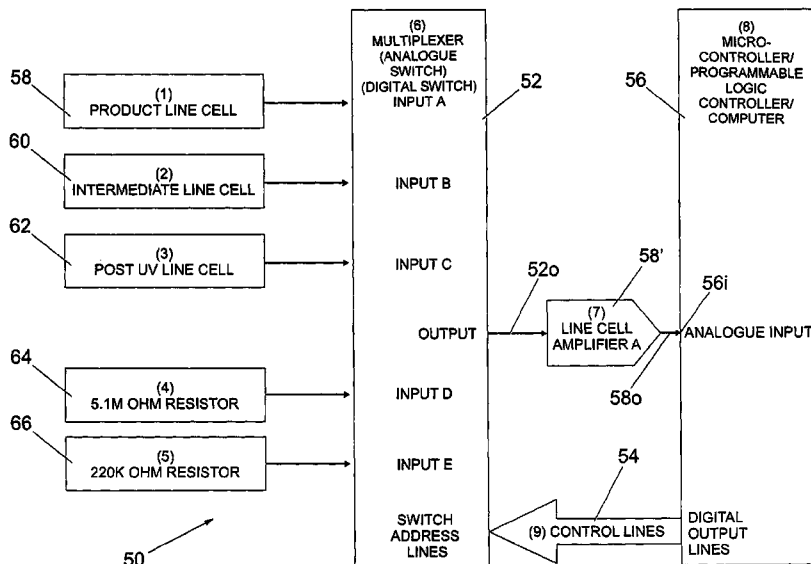 58
(1)
PRODUCT LINE CELL
60
(2)
INTERMEDIATE LINE CELL
62
(3)
POST UV LINE CELL
64
(4)
5.1M OHM RESISTOR
66
(5)
220K OHM RESISTOR
50
(6)
MULTIPLEXER
(ANALOGUE
SWITCH)
(DIGITAL SWITCH)
INPUT A
INPUT B
INPUT C
OUTPUT
INPUT D
INPUT E
SWITCH
ADDRESS
LINES
52
52o
(7)
LINE CELL
AMPLIFIER A
58'
58o
54
(9) CONTROL LINES
56
56i
(8)
MICRO-
CONTROLLER/
PROGRAMMABLE
LOGIC
CONTROLLER/
COMPUTER
ANALOGUE INPUT
DIGITAL
OUTPUT
LINES